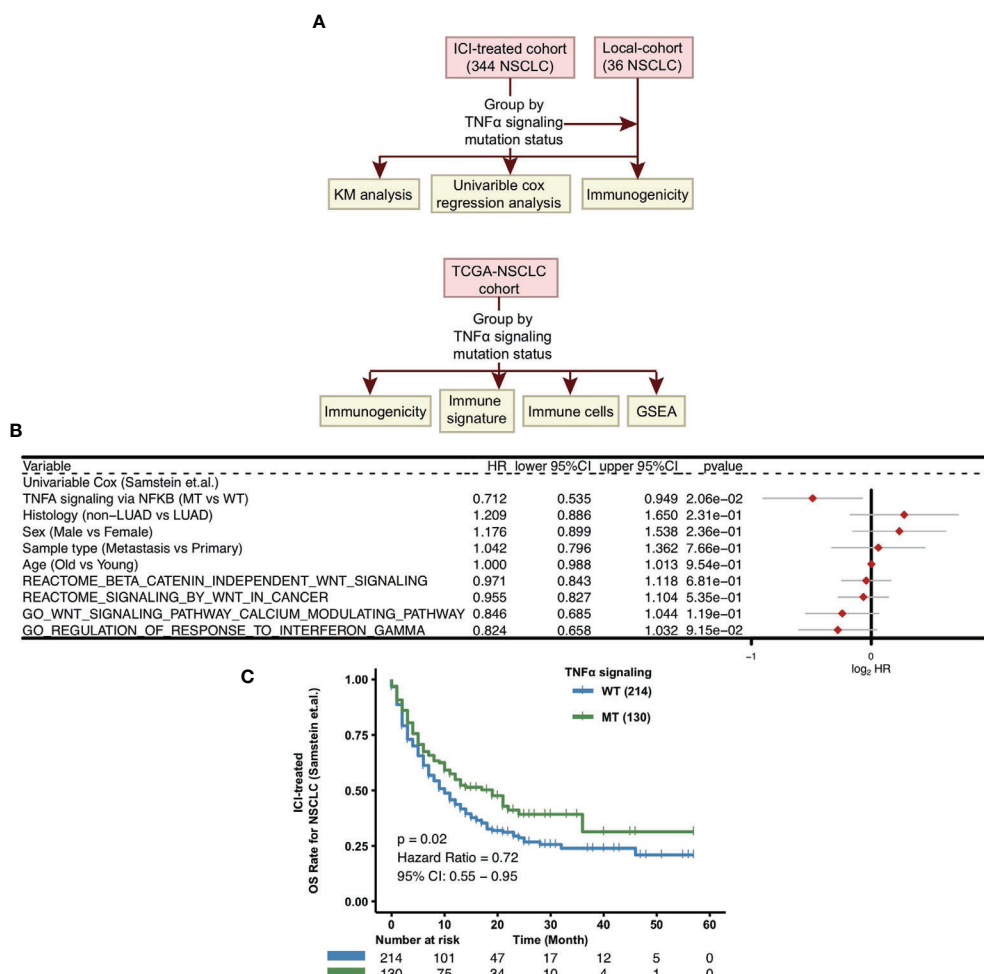 A
ICI-treated cohort
(344 NSCLC)
Local-cohort
(36 NSCLC)
Group by
TNFα signaling
mutation status
KM analysis
Univarible cox
regression analysis
Immunogenicity
TCGA-NSCLC
cohort
Group by
TNFα signaling
mutation status
Immunogenicity
Immune
signature
Immune cells
GSEA
B
Variable HR lower 95%CI upper 95%CI pvalue
Univariable Cox (Samstein et.al.)
TNFA signaling via NFKB (MT vs WT) 0.712 0.535 0.949 2.06e-02
Histology (non-LUAD vs LUAD) 1.209 0.886 1.650 2.31e-01
Sex (Male vs Female) 1.176 0.899 1.538 2.36e-01
Sample type (Metastasis vs Primary) 1.042 0.796 1.362 7.66e-01
Age (Old vs Young) 1.000 0.988 1.013 9.54e-01
REACTOME_BETA_CATENIN_INDEPENDENT_WNT_SIGNALING 0.971 0.843 1.118 6.81e-01
REACTOME_SIGNALING_BY_WNT_IN_CANCER 0.955 0.827 1.104 5.35e-01
GO_WNT_SIGNALING_PATHWAY_CALCIUM_MODULATING_PATHWAY 0.846 0.685 1.044 1.19e-01
GO_REGULATION_OF_RESPONSE_TO_INTERFERON_GAMMA 0.824 0.658 1.032 9.15e-02
−1 0
log2 HR
C
TNFα signaling
WT (214)
MT (130)
ICI-treated
OS Rate for NSCLC (Samstein et.al.)
1.00
0.75
0.50
0.25
0.00
p = 0.02
Hazard Ratio = 0.72
95% CI: 0.55 – 0.95
0 10 20 30 40 50 60
Number at risk Time (Month)
214 101 47 17 12 5 0
130 75 34 10 4 1 0